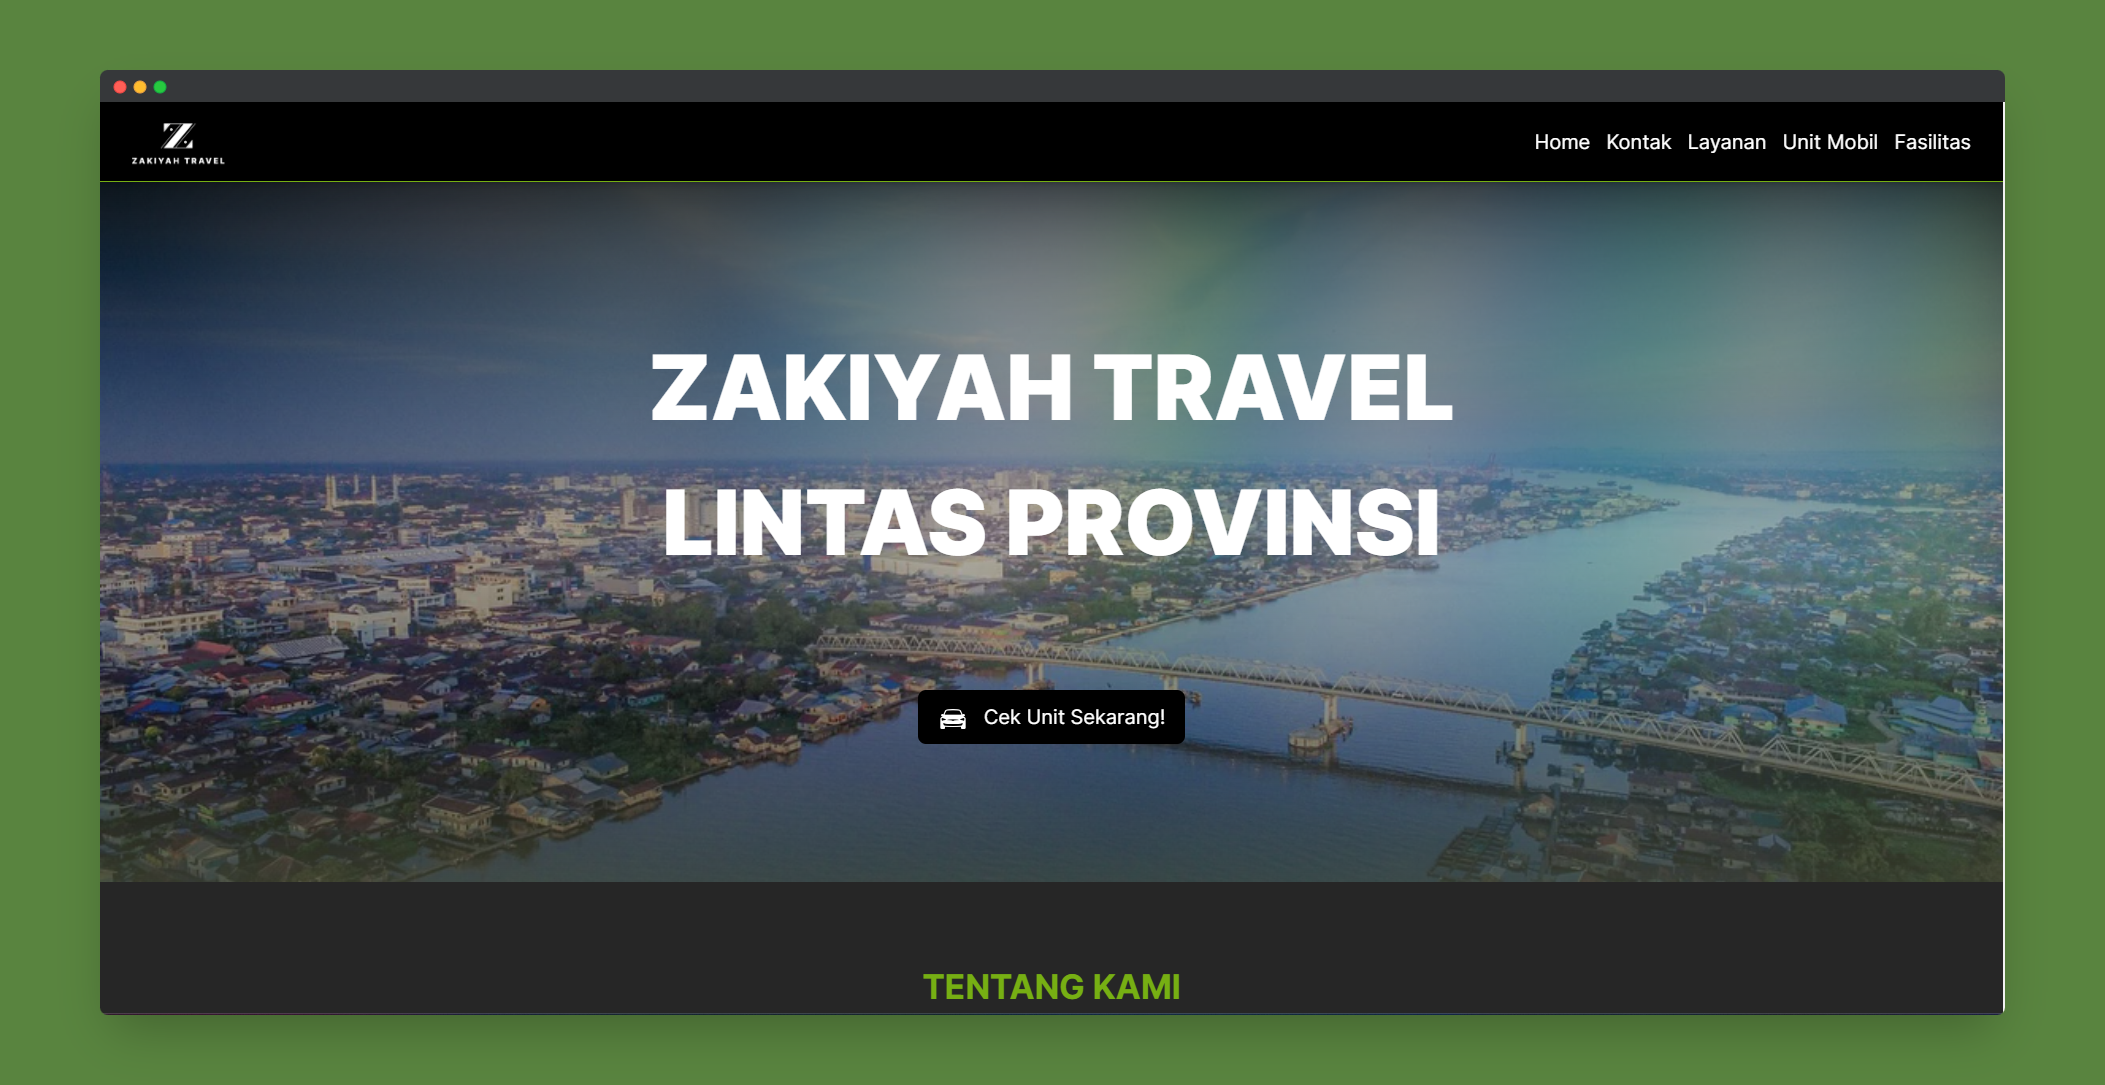 ZAKIYAH TRAVEL
Home Kontak Layanan Unit Mobil Fasilitas
ZAKIYAH TRAVEL
LINTAS PROVINSI
Cek Unit Sekarang!
TENTANG KAMI